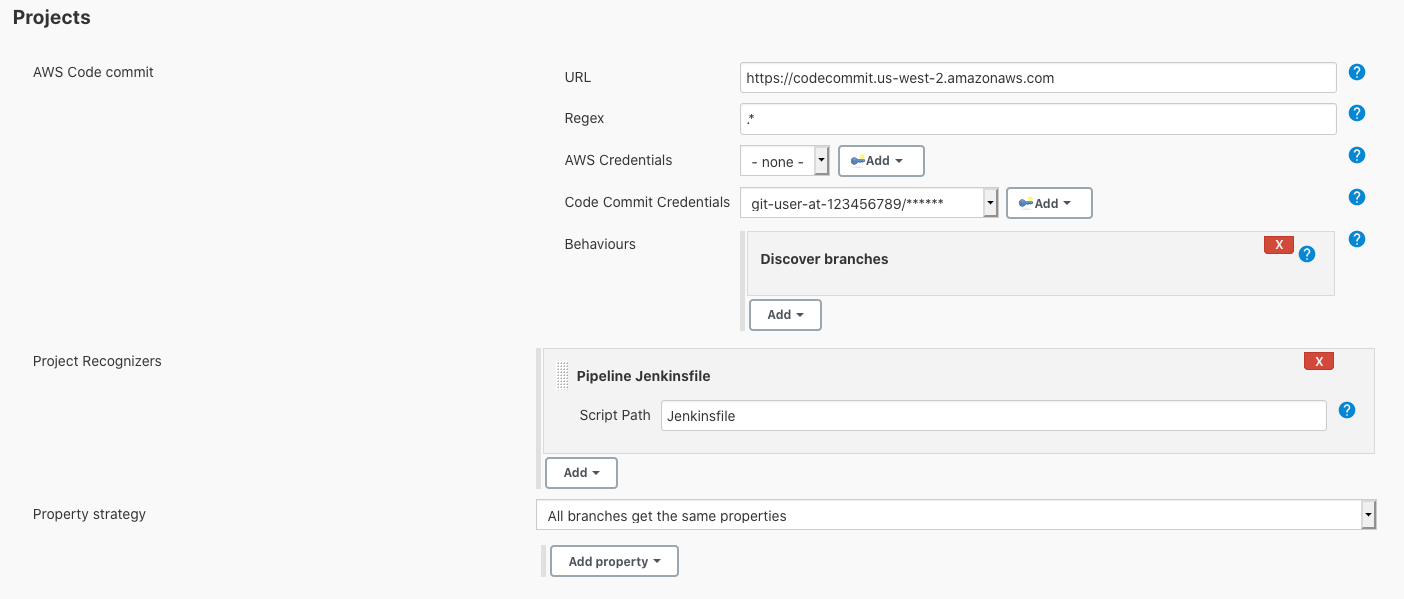 Projects
AWS Code commit
URL
https://codecommit.us-west-2.amazonaws.com
?
Regex
.*
?
AWS Credentials
- none -
Add
?
Code Commit Credentials
git-user-at-123456789/******
Add
?
Behaviours
Discover branches
X
?
?
Add
Project Recognizers
Pipeline Jenkinsfile
X
Script Path
Jenkinsfile
?
Add
Property strategy
All branches get the same properties
Add property